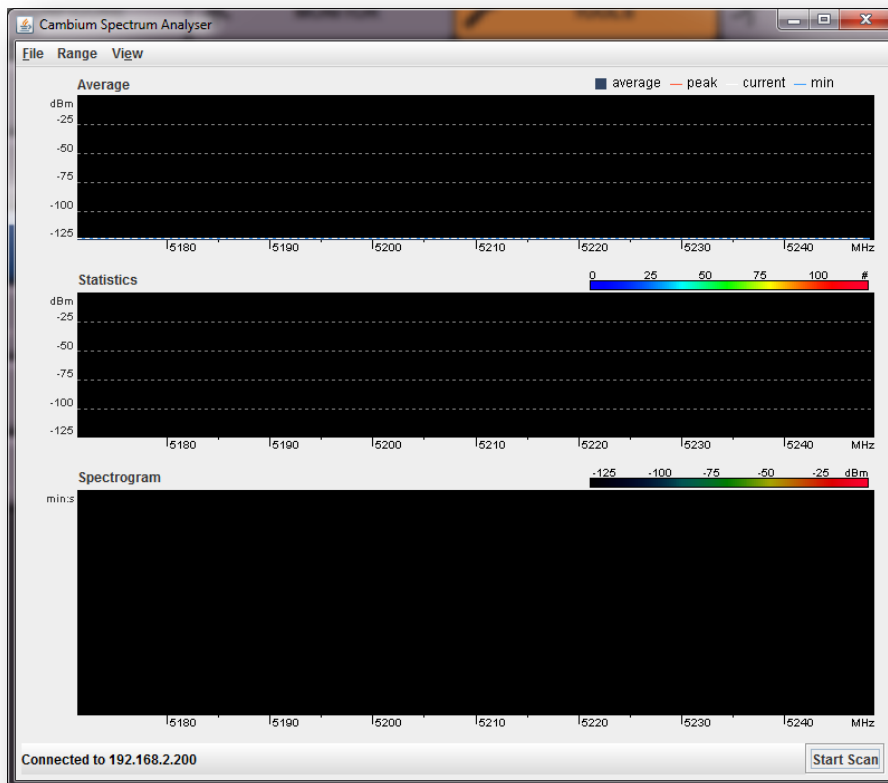 MONITOR TOOLS
Cambium Spectrum Analyser
File Range View
Average
average peak current min
dBm
-25
-50
-75
-100
-125
5180 5190 5200 5210 5220 5230 5240 MHz
Statistics
0 25 50 75 100 #
dBm
-25
-50
-75
-100
-125
5180 5190 5200 5210 5220 5230 5240 MHz
Spectrogram
-125 -100 -75 -50 -25 dBm
min:s
5180 5190 5200 5210 5220 5230 5240 MHz
Connected to 192.168.2.200
Start Scan